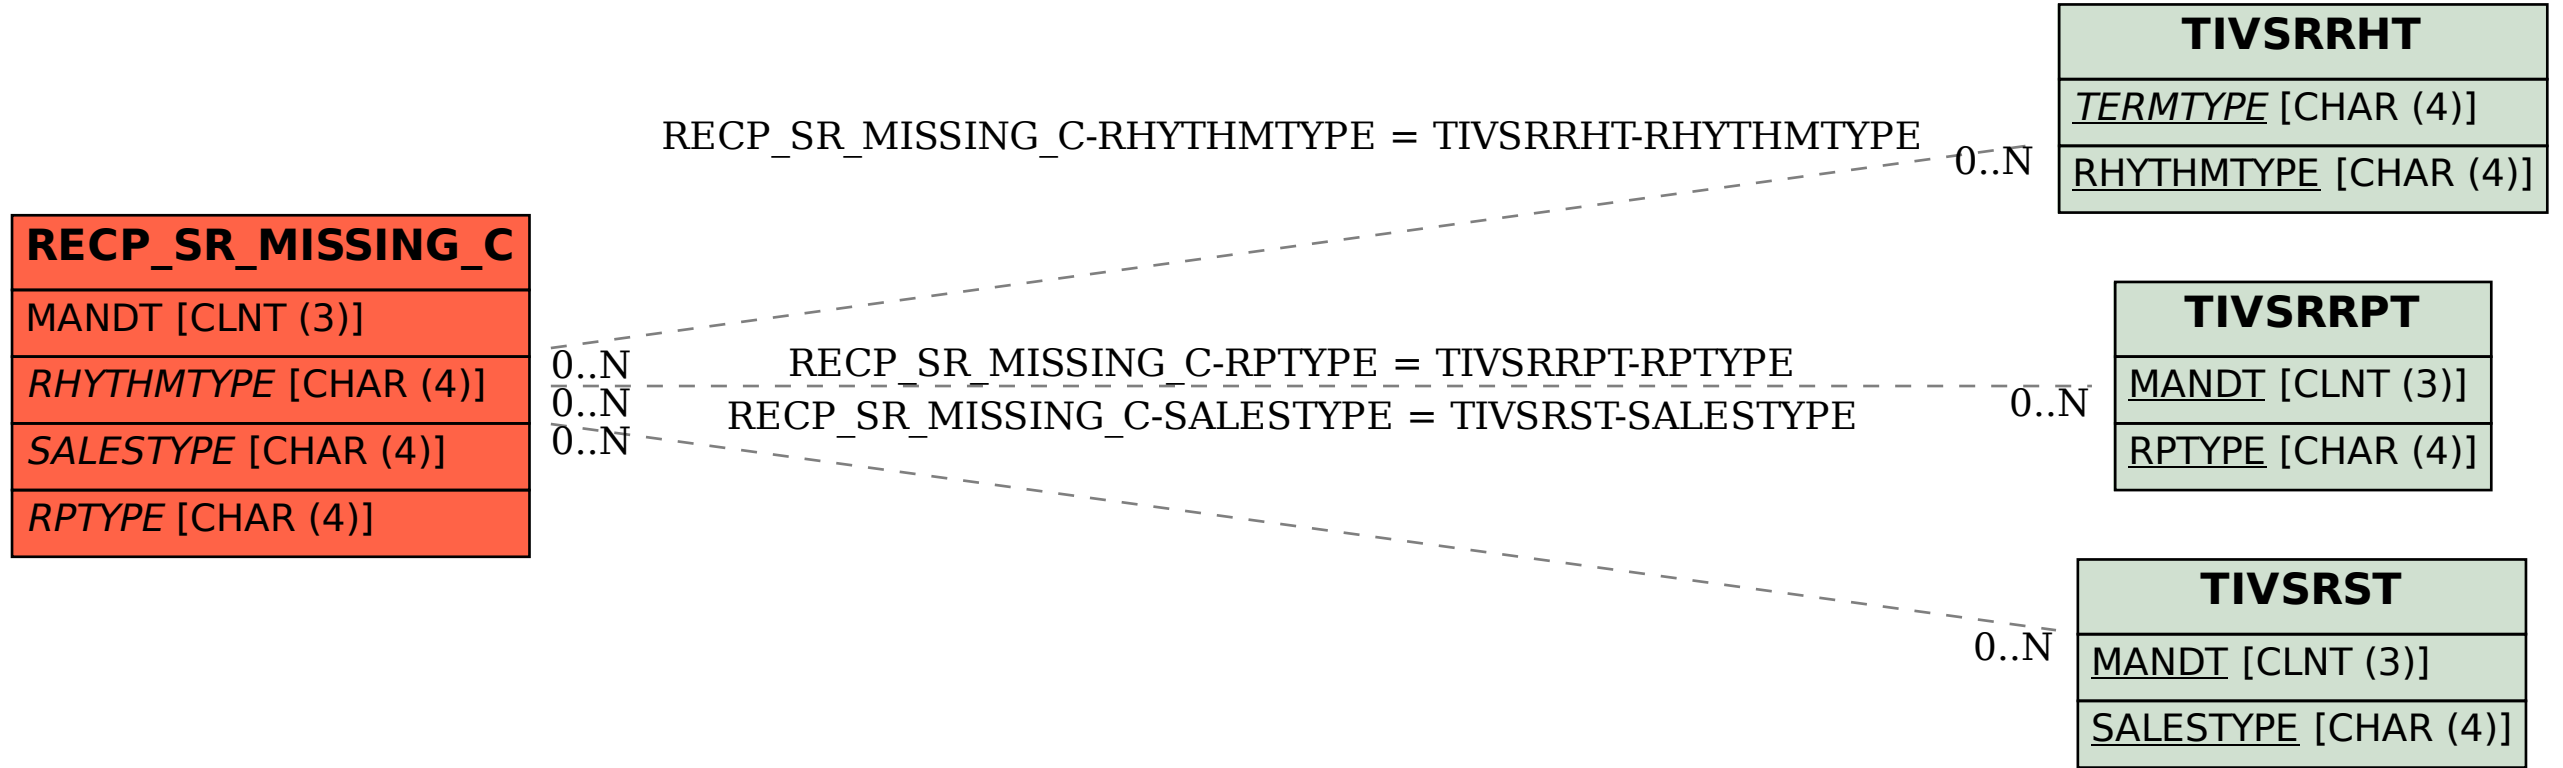 RECP_SR_MISSING_C
MANDT [CLNT (3)]
RHYTHMTYPE [CHAR (4)]
SALESTYPE [CHAR (4)]
RPTYPE [CHAR (4)]
RECP_SR_MISSING_C-RHYTHMTYPE = TIVSRRHT-RHYTHMTYPE
0..N
0..N
RECP_SR_MISSING_C-RPTYPE = TIVSRRPT-RPTYPE
0..N
0..N
RECP_SR_MISSING_C-SALESTYPE = TIVSRST-SALESTYPE
0..N
0..N
TIVSRRHT
TERMTYPE [CHAR (4)]
RHYTHMTYPE [CHAR (4)]
TIVSRRPT
MANDT [CLNT (3)]
RPTYPE [CHAR (4)]
TIVSRST
MANDT [CLNT (3)]
SALESTYPE [CHAR (4)]